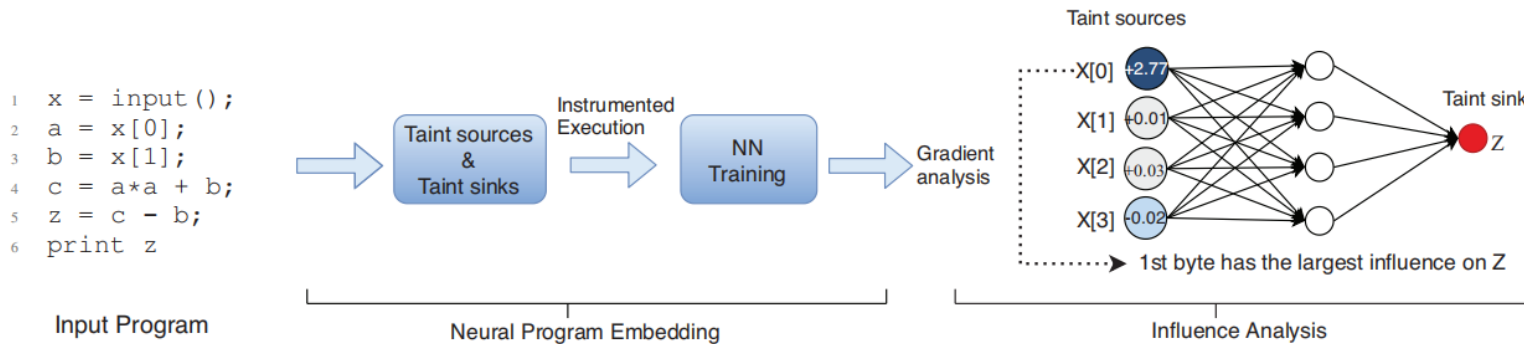 1 x = input();
2 a = x[0];
3 b = x[1];
4 c = a*a + b;
5 z = c - b;
6 print z
Input Program
Taint sources
&
Taint sinks
Instrumented
Execution
NN
Training
Neural Program Embedding
Gradient
analysis
Taint sources
X[0] +2.77
X[1] +0.01
X[2] +0.03
X[3] -0.02
Taint sink
Z
1st byte has the largest influence on Z
Influence Analysis